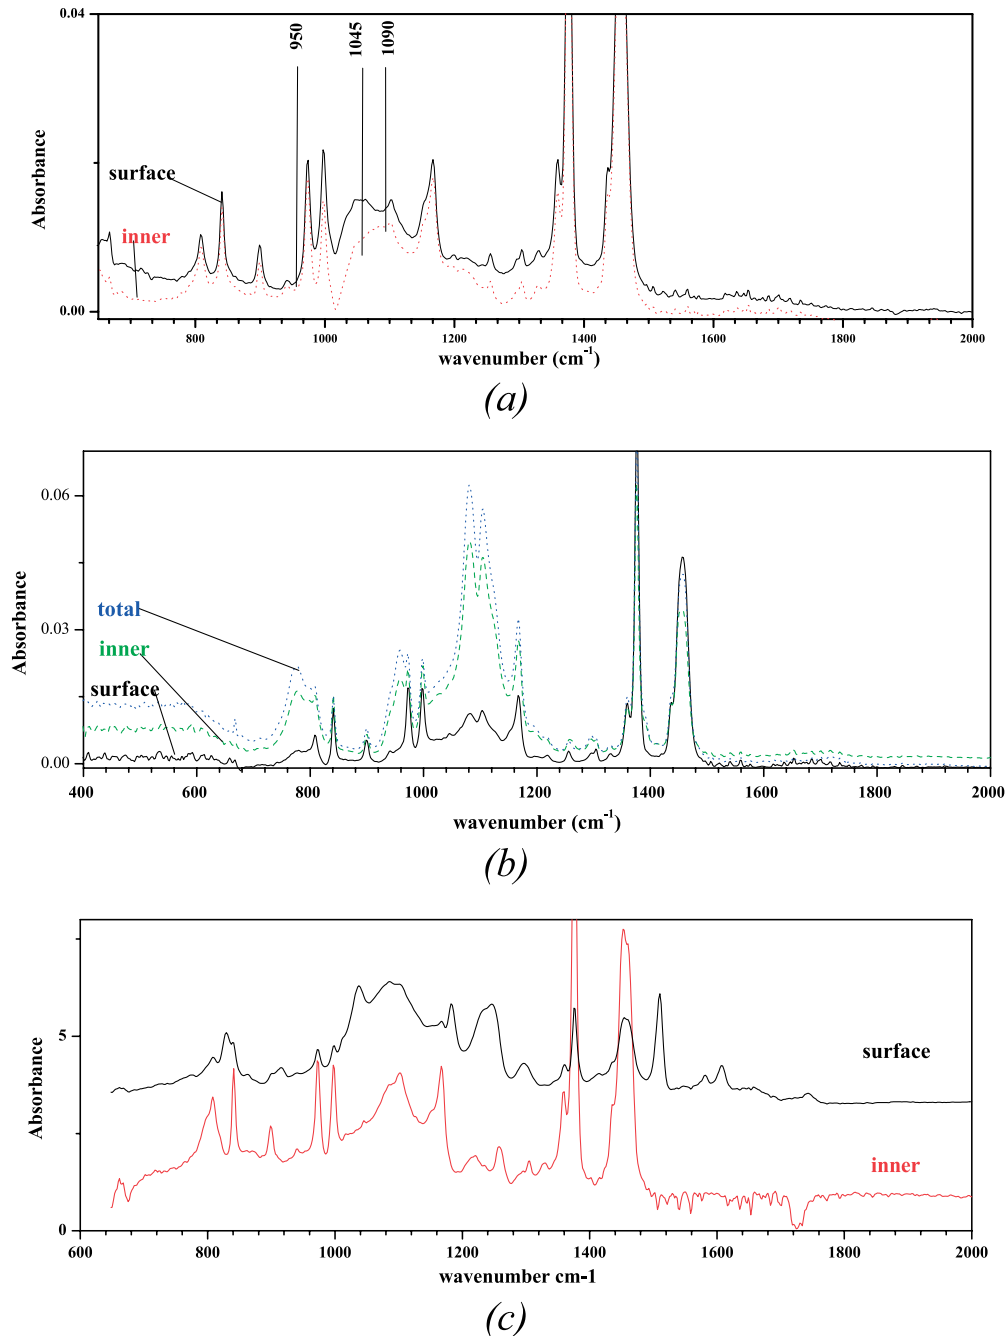 0.04
950
1045
1090
Absorbance
surface
inner
0.00
800 1000 1200 1400 1600 1800 2000
wavenumber (cm-1)
(a)
0.06
Absorbance
total
0.03
inner
surface
0.00
400 600 800 1000 1200 1400 1600 1800 2000
wavenumber (cm-1)
(b)
Absorbance
5
surface
inner
0
600 800 1000 1200 1400 1600 1800 2000
wavenumber cm-1
(c)